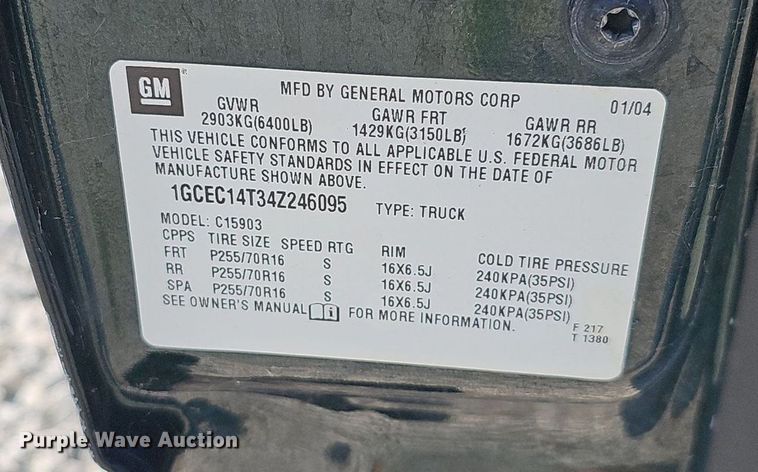 GM
MFD BY GENERAL MOTORS CORP 01/04
GVWR GAWR FRT GAWR RR
2903KG(6400LB) 1429KG(3150LB) 1672KG(3686LB)
THIS VEHICLE CONFORMS TO ALL APPLICABLE U.S. FEDERAL MOTOR
VEHICLE SAFETY STANDARDS IN EFFECT ON THE DATE OF
MANUFACTURE SHOWN ABOVE.
1GCEC14T34Z246095 TYPE: TRUCK
MODEL: C15903
CPPS TIRE SIZE SPEED RTG RIM COLD TIRE PRESSURE
FRT P255/70R16 S 16X6.5J 240KPA(35PSI)
RR P255/70R16 S 16X6.5J 240KPA(35PSI)
SPA P255/70R16 S 16X6.5J 240KPA(35PSI)
SEE OWNER'S MANUAL FOR MORE INFORMATION.
F 217
T 1380
Purple Wave Auction